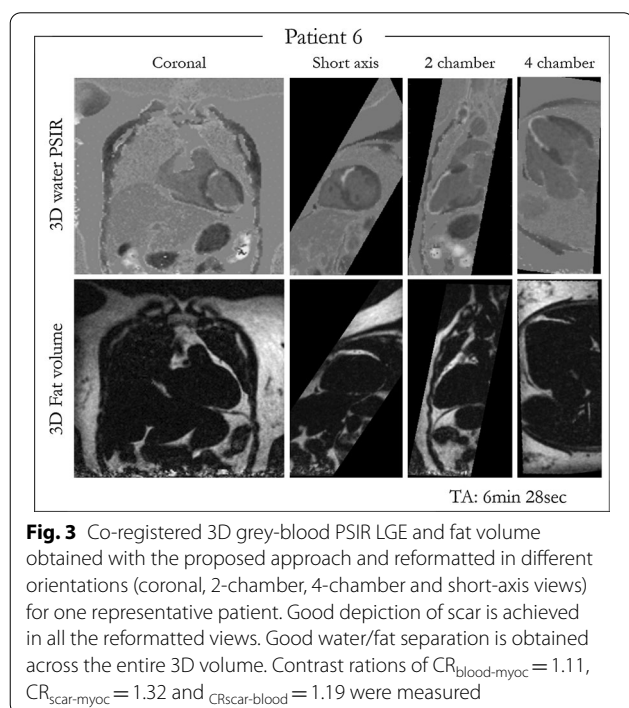 Patient 6
Coronal
Short axis
2 chamber
4 chamber
3D water PSIR
3D Fat volume
TA: 6min 28sec
Fig. 3 Co-registered 3D grey-blood PSIR LGE and fat volume
obtained with the proposed approach and reformatted in different
orientations (coronal, 2-chamber, 4-chamber and short-axis views)
for one representative patient. Good depiction of scar is achieved
in all the reformatted views. Good water/fat separation is obtained
across the entire 3D volume. Contrast rations of CRblood-myoc = 1.11,
CRscar-myoc = 1.32 and CRscar-blood = 1.19 were measured